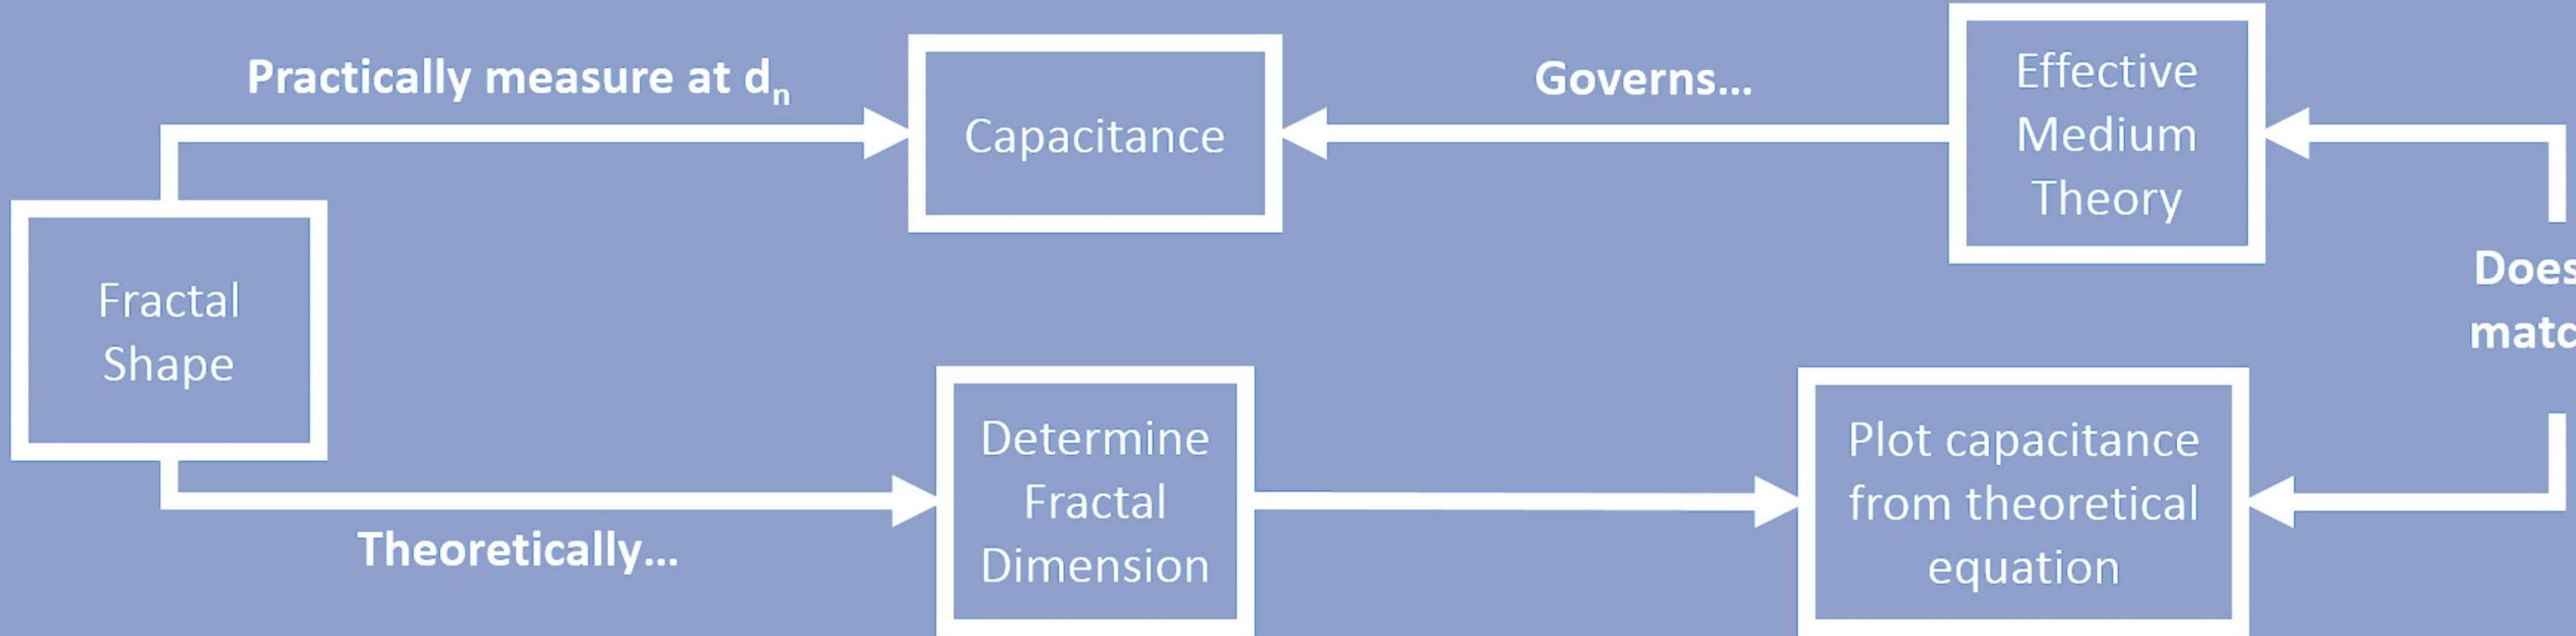 Practically measure at dn
Capacitance
Governs...
Effective
Medium
Theory
Fractal
Shape
Does
Theoretically...
Determine
Fractal
Dimension
Plot capacitance
from theoretical
equation